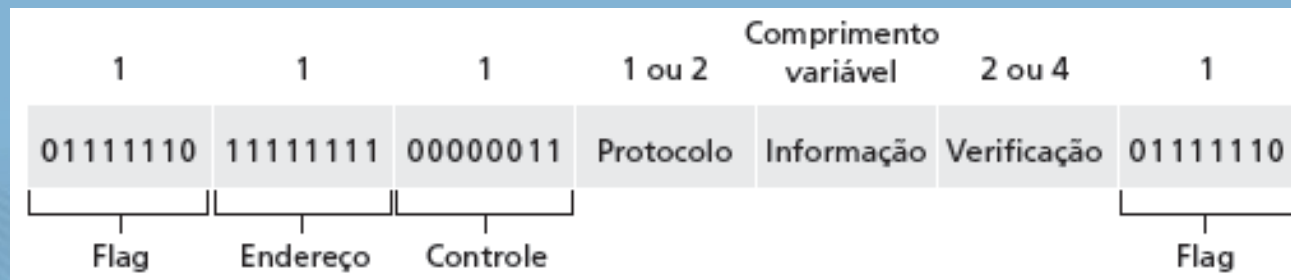 1 1 1 1 ou 2 Comprimento variável 2 ou 4 1
01111110 11111111 00000011 Protocolo Informação Verificação 01111110
Flag Endereço Controle Flag